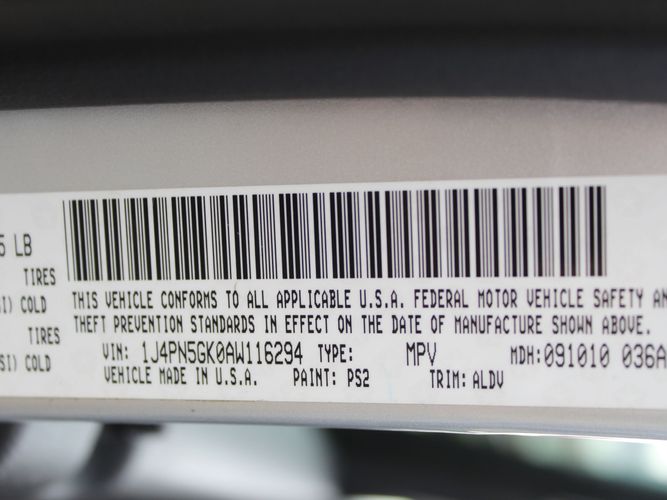 5 LB
TIRES
SI) COLD
TIRES
SI) COLD
THIS VEHICLE CONFORMS TO ALL APPLICABLE U.S.A. FEDERAL MOTOR VEHICLE SAFETY AN
THEFT PREVENTION STANDARDS IN EFFECT ON THE DATE OF MANUFACTURE SHOWN ABOVE.
VIN: 1J4PN5GK0AW116294 TYPE: MPV MDH:091010 036A
VEHICLE MADE IN U.S.A. PAINT: PS2 TRIM: ALDV